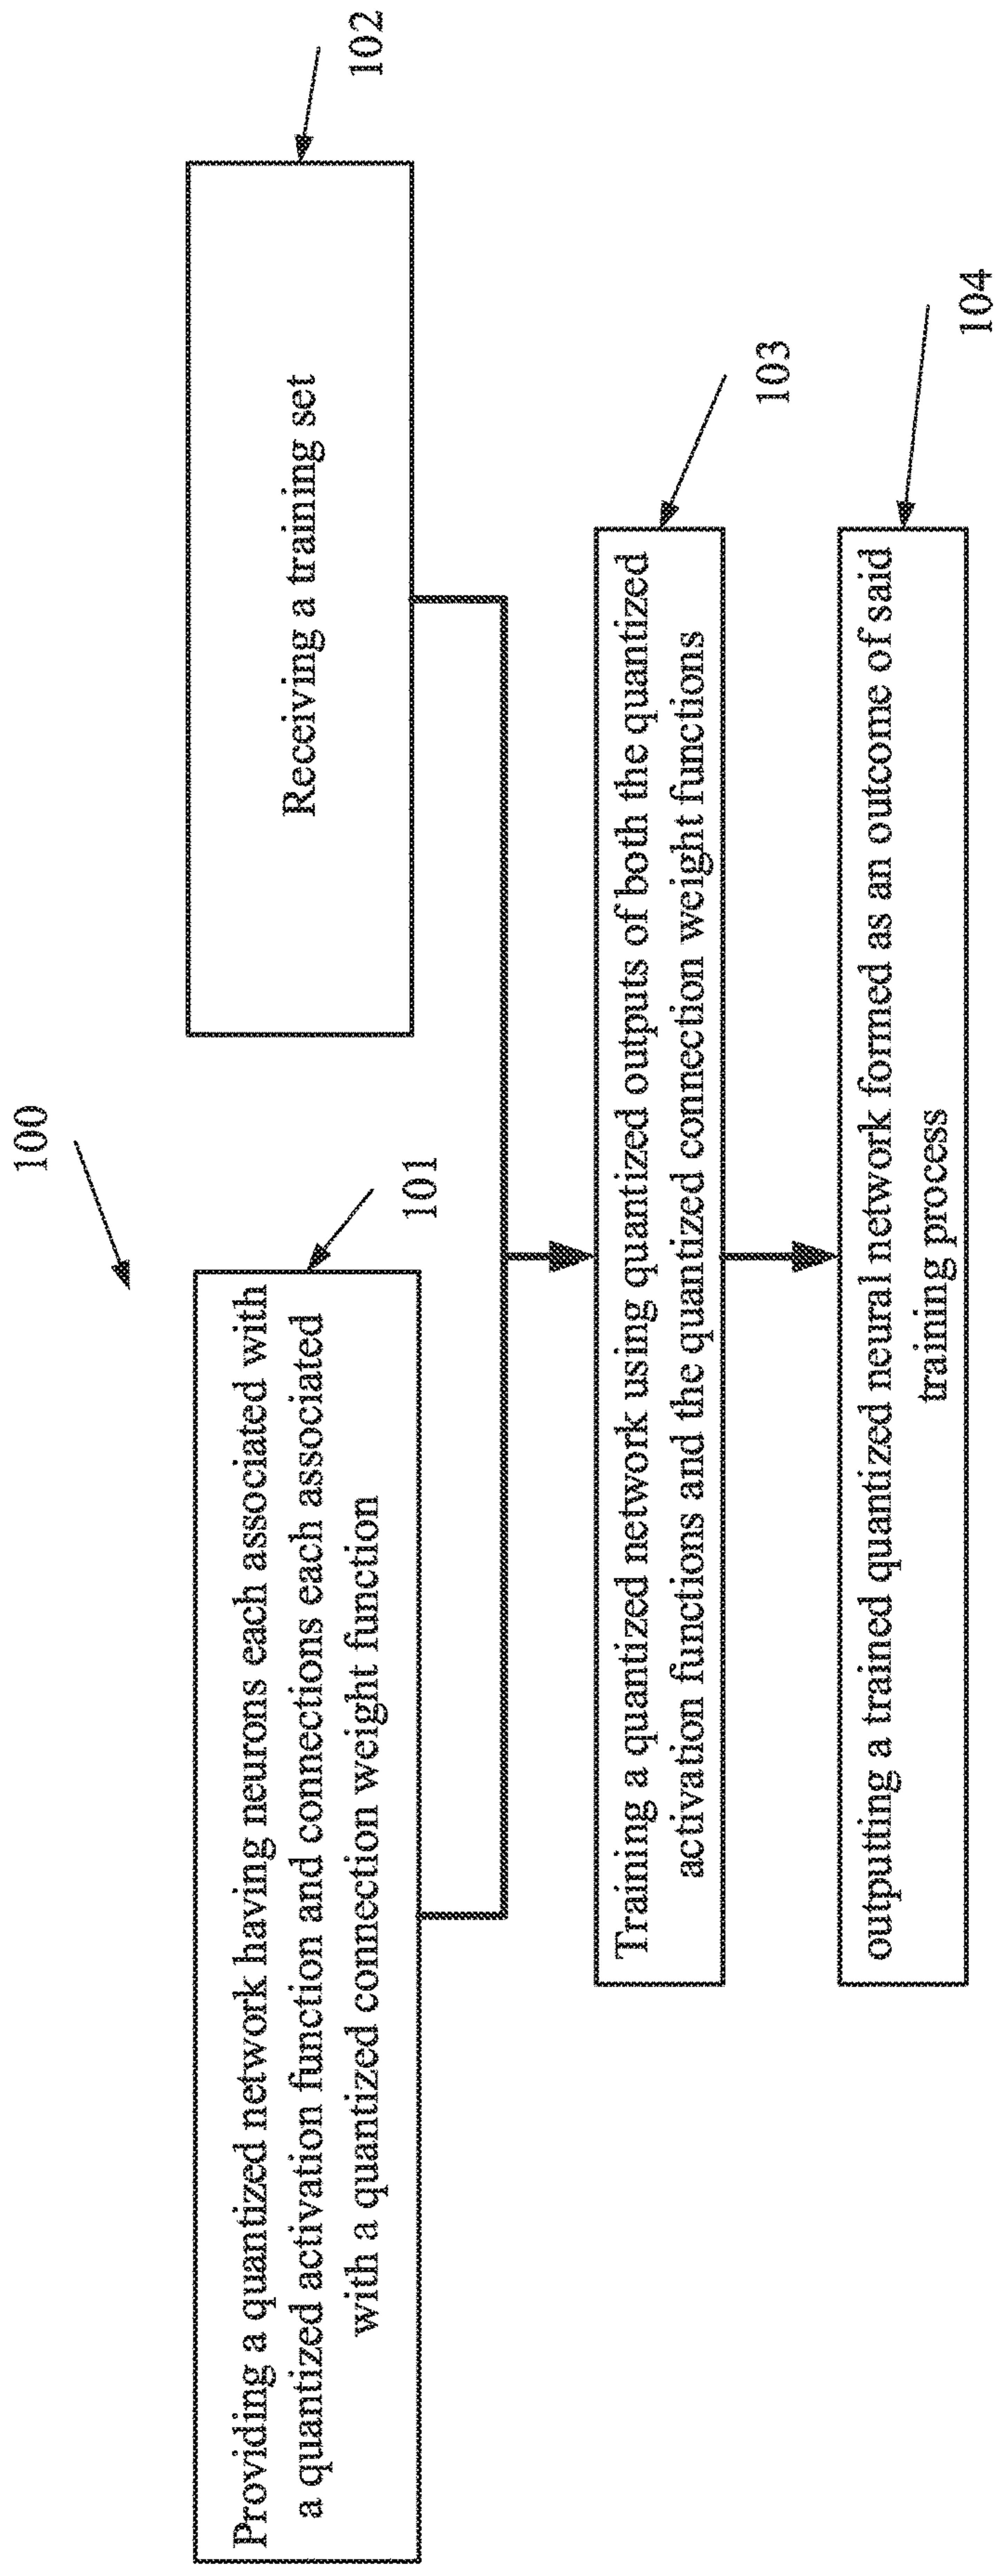 100
101
Providing a quantized network having neurons each associated with
a quantized activation function and connections each associated
with a quantized connection weight function
102
Receiving a training set
103
Training a quantized network using quantized outputs of both the quantized
activation functions and the quantized connection weight functions
104
outputting a trained quantized neural network formed as an outcome of said
training process